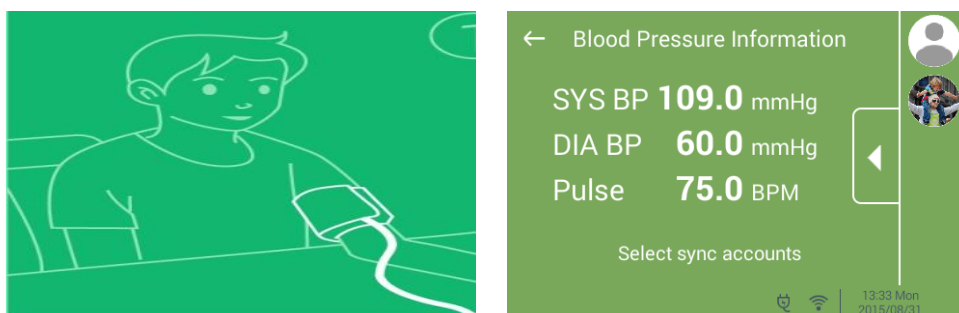 ← Blood Pressure Information
SYS BP 109.0 mmHg
DIA BP 60.0 mmHg
Pulse 75.0 BPM
Select sync accounts
13:33 Mon
2015/08/31